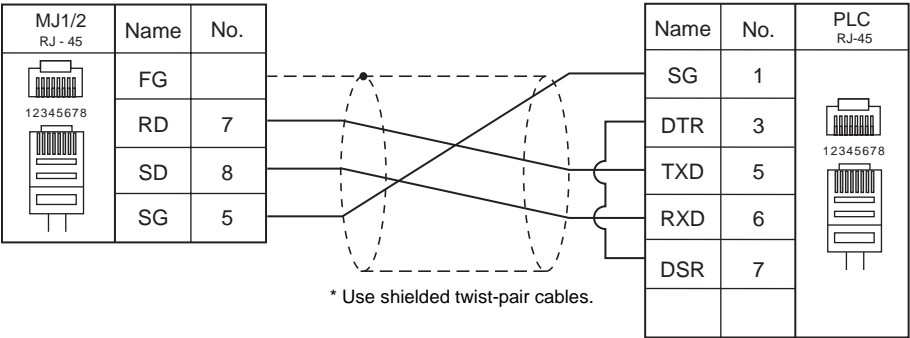 MJ1/2 Name No.
RJ - 45
FG
12345678
RD 7
SD 8
SG 5
Name No. PLC
RJ-45
SG 1
DTR 3
12345678
TXD 5
RXD 6
DSR 7
* Use shielded twist-pair cables.